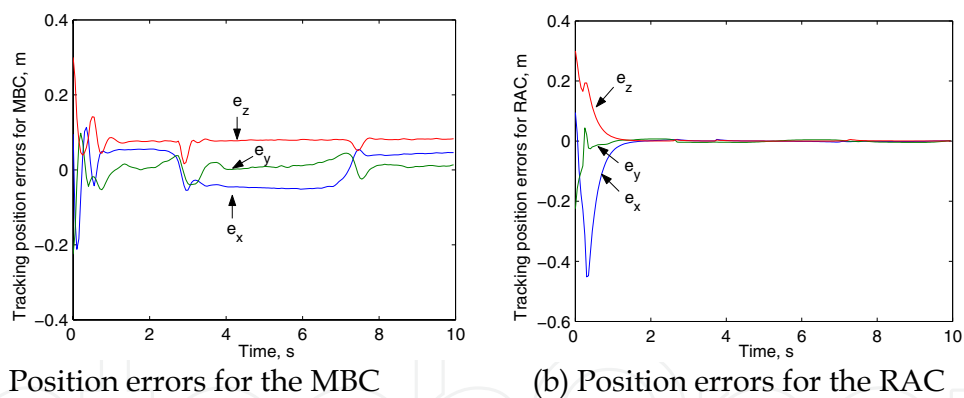 Tracking position errors for MBC, m
0.4
0.2
0
−0.2
−0.4
e_z
e_y
e_x
0 2 4 6 8 10
Time, s
Position errors for the MBC
Tracking position errors for RAC, m
0.4
0.2
0
−0.2
−0.4
−0.6
e_z
e_y
e_x
0 2 4 6 8 10
Time, s
(b) Position errors for the RAC